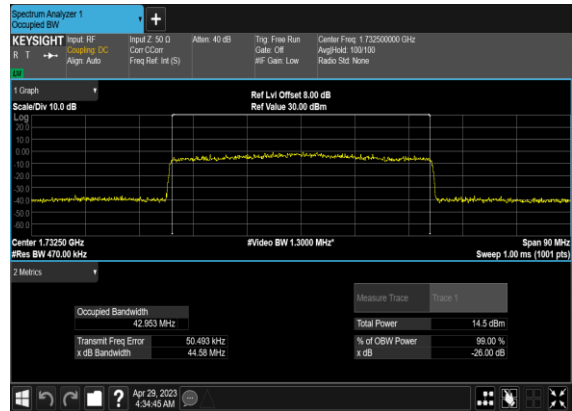 Spectrum Analyzer 1
Occupied BW
KEYSIGHT Input: RF Input Z: 50 Ω Atten: 40 dB Trig: Free Run Center Freq: 1.732500000 GHz
R T Coupling: DC Corr CCorr Gate: Off Avg|Hold: 100/100
Align: Auto Freq Ref: Int (S) #IF Gain: Low Radio Std: None
1 Graph
Ref Lvl Offset 8.00 dB
Scale/Div 10.0 dB Ref Value 30.00 dBm
Log
20.0
10.0
0.00
-10.0
-20.0
-30.0
-40.0
-50.0
-60.0
Center 1.73250 GHz #Video BW 1.3000 MHz* Span 90 MHz
#Res BW 470.00 kHz Sweep 1.00 ms (1001 pts)
2 Metrics
Measure Trace Trace 1
Occupied Bandwidth
42.953 MHz Total Power 14.5 dBm
Transmit Freq Error 50.493 kHz % of OBW Power 99.00 %
x dB Bandwidth 44.58 MHz x dB -26.00 dB
? Apr 29, 2023
4:34:45 AM